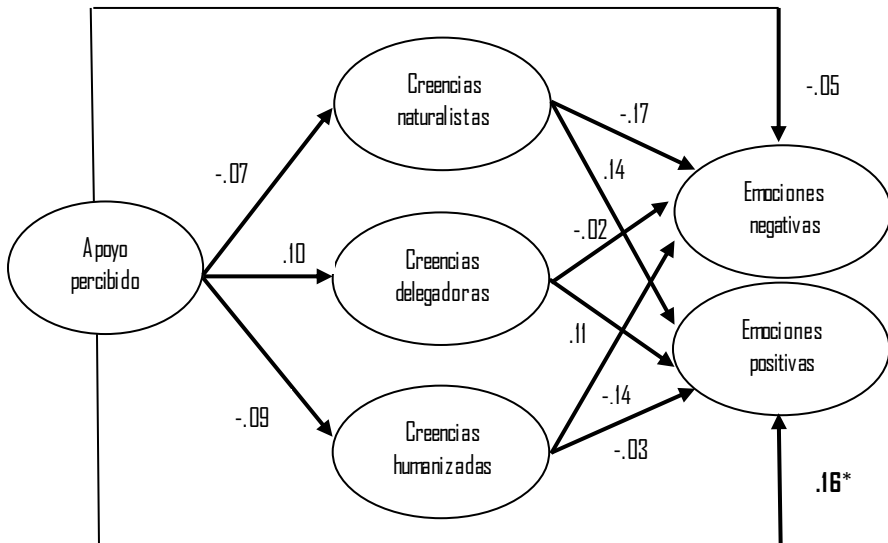 Creencias
naturalistas
-.05
-.17
-.07
.14
Emociones
negativas
-.02
Apoyo
percibido
.10
Creencias
delegadoras
Emociones
positivas
.11
-.14
-.09
Creencias
humanizadas
-.03
.16*